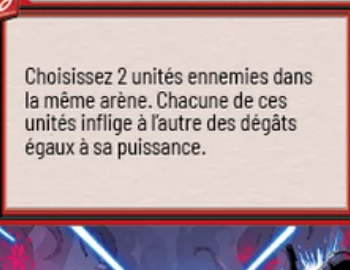 Choisissez 2 unités ennemies dans
la même arène. Chacune de ces
unités inflige à l'autre des dégâts
égaux à sa puissance.